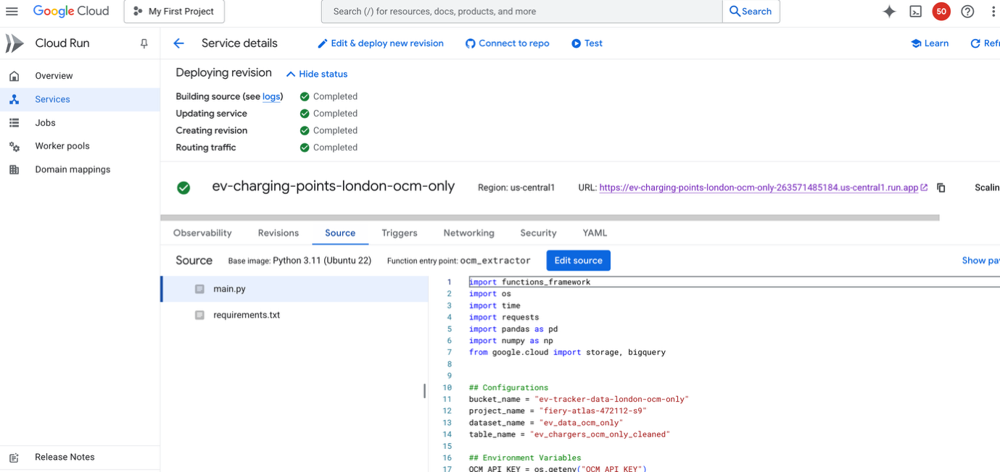 Google Cloud
My First Project
Search (/) for resources, docs, products, and more
Search
50
Cloud Run
Service details
Edit & deploy new revision
Connect to repo
Test
Learn
Refr
Overview
Services
Jobs
Worker pools
Domain mappings
Release Notes
Deploying revision
Hide status
Building source (see logs) Completed
Updating service Completed
Creating revision Completed
Routing traffic Completed
ev-charging-points-london-ocm-only
Region: us-central1
URL: https://ev-charging-points-london-ocm-only-263571485184.us-central1.run.app
Scalin
Observability Revisions Source Triggers Networking Security YAML
Source Base image: Python 3.11 (Ubuntu 22) Function entry point: ocm_extractor Edit source Show pay
main.py
requirements.txt
1 import functions_framework
2 import os
3 import time
4 import requests
5 import pandas as pd
6 import numpy as np
7 from google.cloud import storage, bigquery
8
9
10 ## Configurations
11 bucket_name = "ev-tracker-data-london-ocm-only"
12 project_name = "fiery-atlas-472112-s9"
13 dataset_name = "ev_data_ocm_only"
14 table_name = "ev_chargers_ocm_only_cleaned"
15
16 ## Environment Variables
17 OCM_API_KEY = os.getenv("OCM_API_KEY")